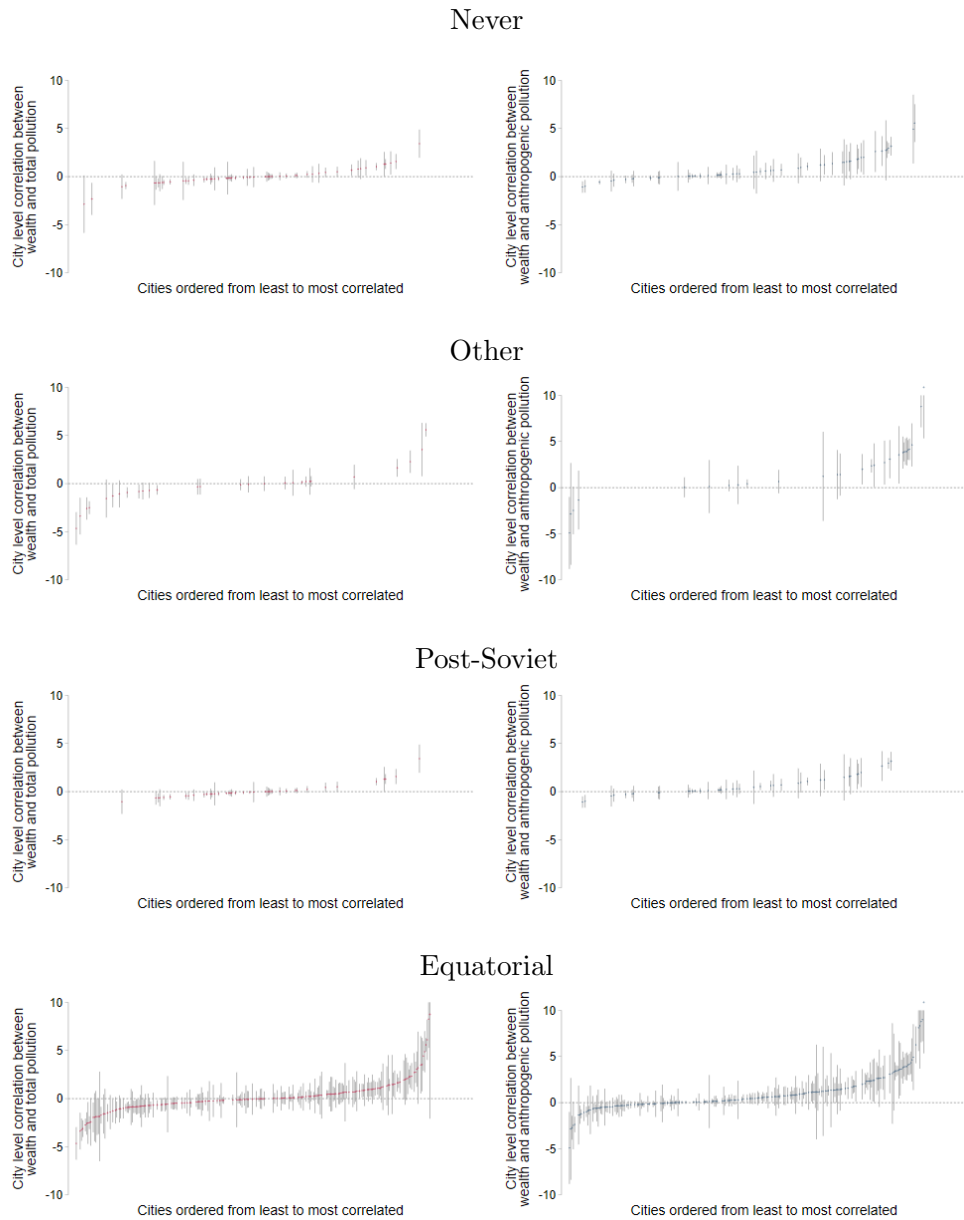 Never
City level correlation between
wealth and total pollution
10
5
0
-5
-10
Cities ordered from least to most correlated
City level correlation between
wealth and anthropogenic pollution
10
5
0
-5
-10
Cities ordered from least to most correlated
Other
City level correlation between
wealth and total pollution
10
5
0
-5
-10
Cities ordered from least to most correlated
City level correlation between
wealth and anthropogenic pollution
10
5
0
-5
-10
Cities ordered from least to most correlated
Post-Soviet
City level correlation between
wealth and total pollution
10
5
0
-5
-10
Cities ordered from least to most correlated
City level correlation between
wealth and anthropogenic pollution
10
5
0
-5
-10
Cities ordered from least to most correlated
Equatorial
City level correlation between
wealth and total pollution
10
5
0
-5
-10
Cities ordered from least to most correlated
City level correlation between
wealth and anthropogenic pollution
10
5
0
-5
-10
Cities ordered from least to most correlated